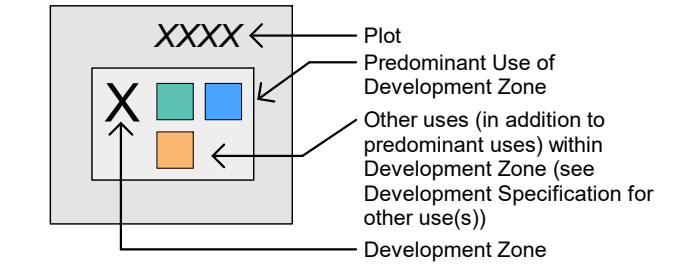 XXXX
Plot
Predominant Use of
Development Zone
X
Other uses (in addition to
predominant uses) within
Development Zone (see
Development Specification for
other use(s))
Development Zone